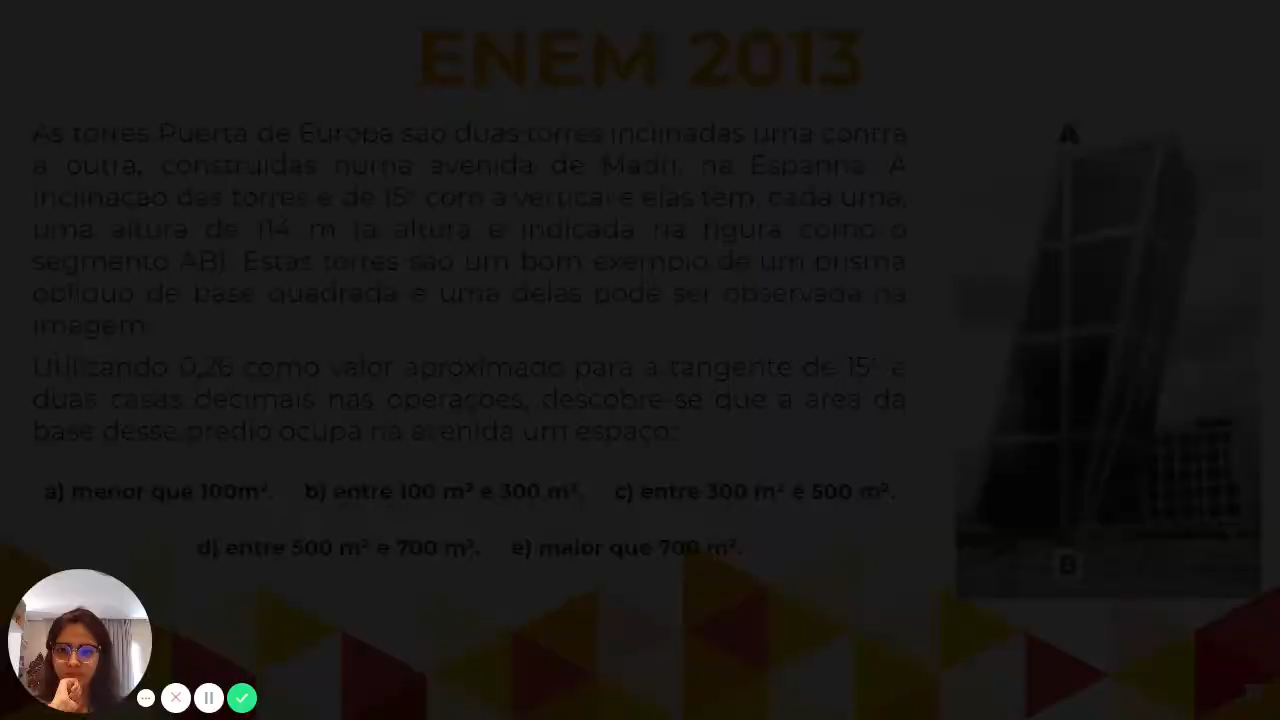 ENEM 2013
As torres Puerta de Europa são duas torres inclinadas uma contra
a outra, construídas numa avenida de Madri, na Espanha. A
inclinação das torres é de 15° com a vertical e elas têm, cada uma,
uma altura de 114 m (a altura é indicada na figura como o
segmento AB). Estas torres são um bom exemplo de um prisma
oblíquo de base quadrada e uma delas pode ser observada na
imagem.
Utilizando 0,26 como valor aproximado para a tangente de 15° e
duas casas decimais nas operações, descobre-se que a área da
base desse prédio ocupa na avenida um espaço:
a) menor que 100m². b) entre 100 m² e 300 m². c) entre 300 m² e 500 m².
d) entre 500 m² e 700 m². e) maior que 700 m².
A
B